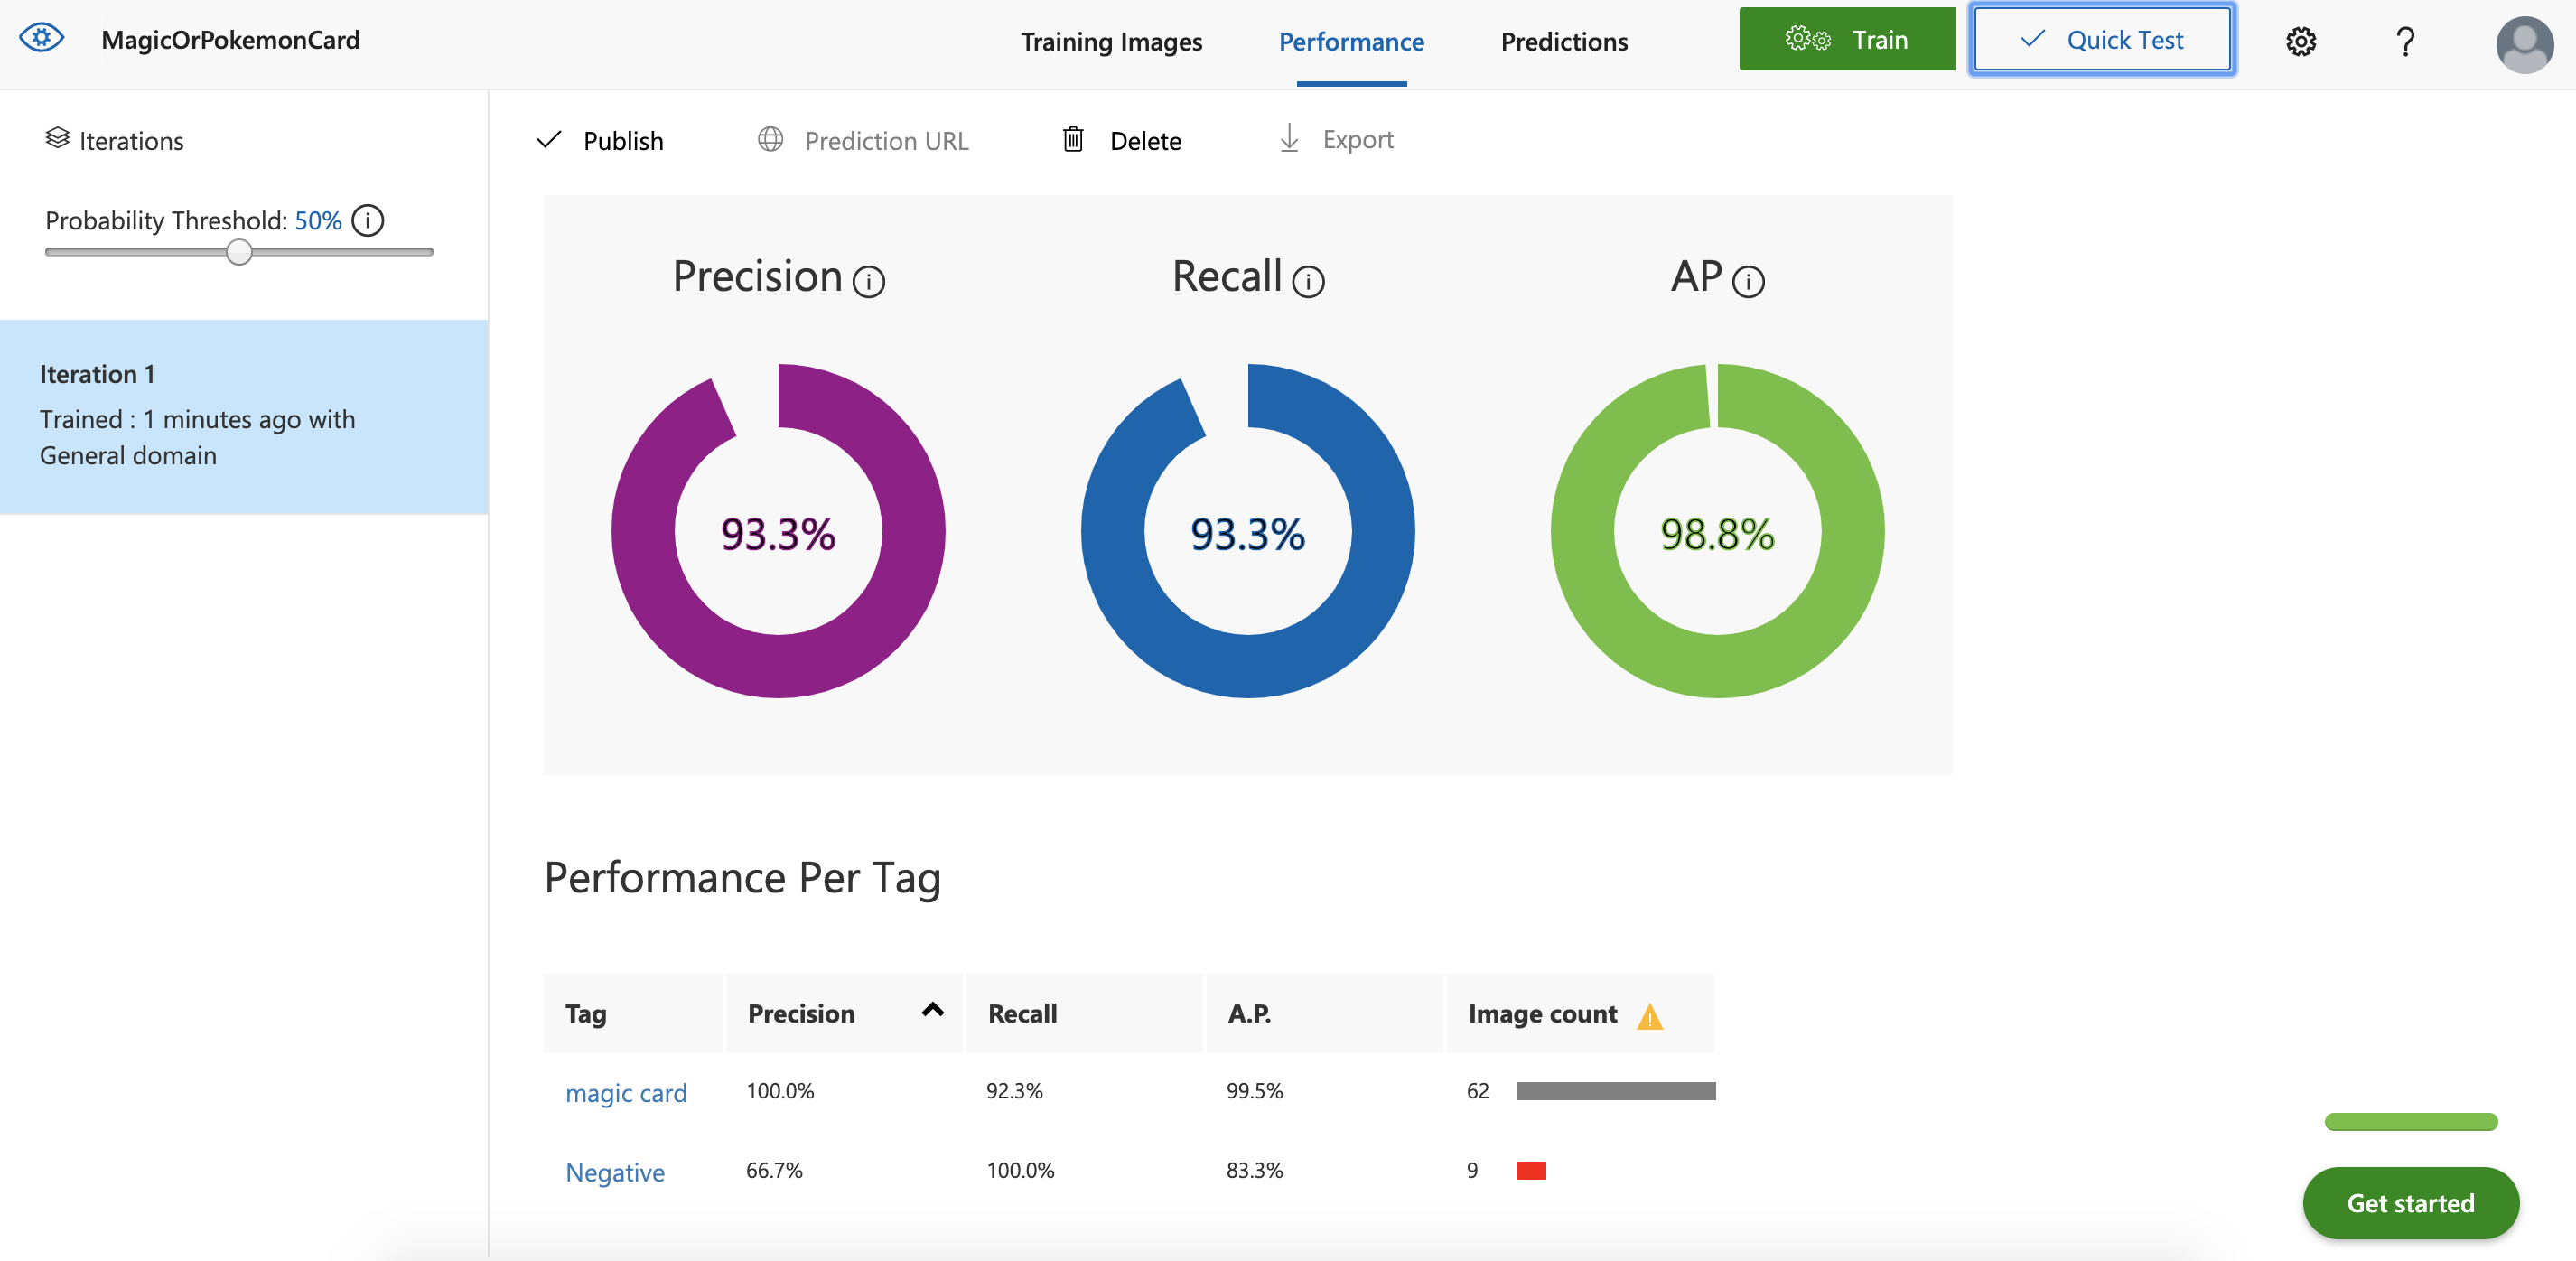 MagicOrPokemonCard
Training Images
Performance
Predictions
Train
Quick Test
?
Iterations
Probability Threshold: 50% i
Iteration 1
Trained : 1 minutes ago with
General domain
Publish
Prediction URL
Delete
Export
Precision i
Recall i
AP i
93.3%
93.3%
98.8%
Performance Per Tag
Tag Precision Recall A.P. Image count !
magic card 100.0% 92.3% 99.5% 62
Negative 66.7% 100.0% 83.3% 9
Get started